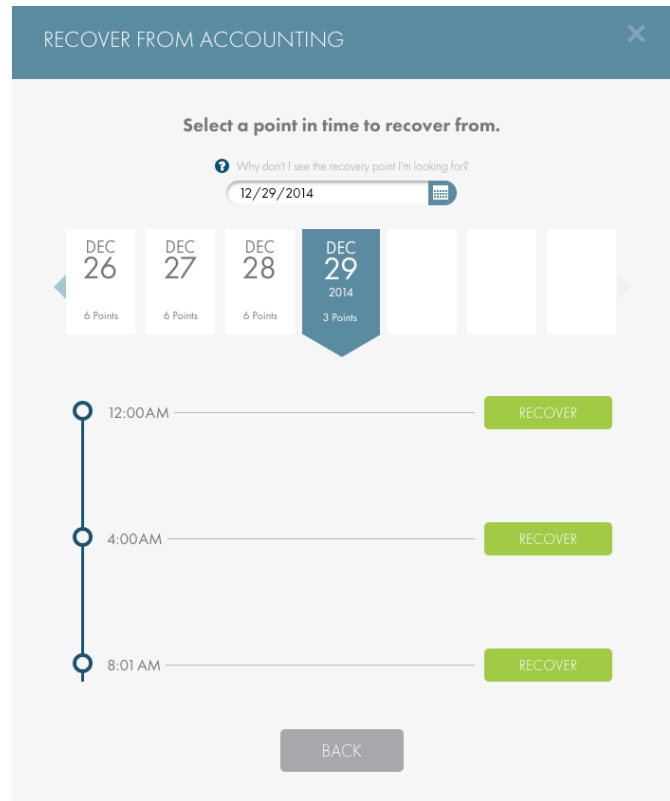 RECOVER FROM ACCOUNTING
Select a point in time to recover from.
Why don't I see the recovery point I'm looking for?
12/29/2014
DEC
26
6 Points
DEC
27
6 Points
DEC
28
6 Points
DEC
29
2014
3 Points
12:00AM
RECOVER
4:00AM
RECOVER
8:01 AM
RECOVER
BACK